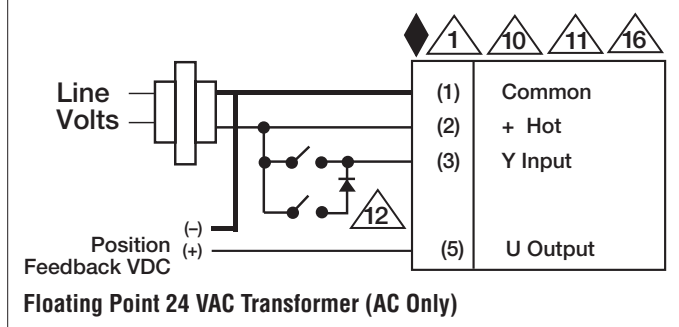 1 10 11 16
Line
Volts
(1) Common
(2) + Hot
(3) Y Input
12
(–)
Position (+)
Feedback VDC
(5) U Output
Floating Point 24 VAC Transformer (AC Only)